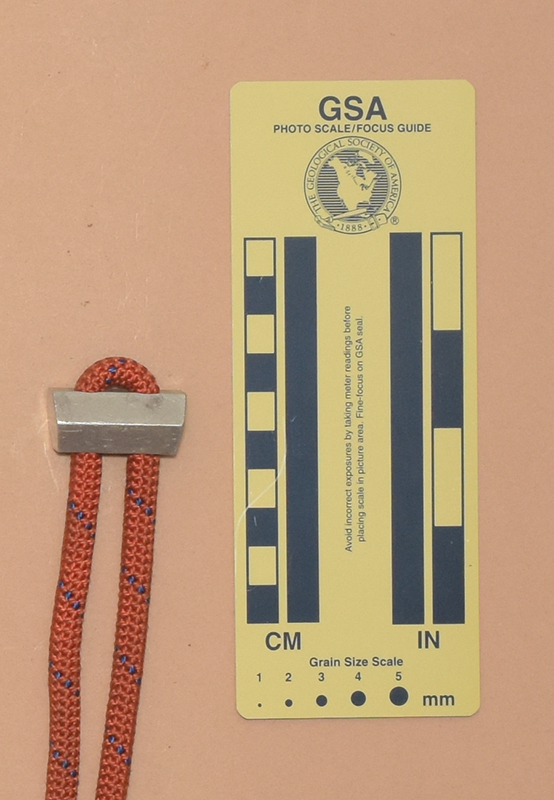 GSA
PHOTO SCALE/FOCUS GUIDE
THE GEOLOGICAL SOCIETY OF AMERICA
·1888·
®
Avoid incorrect exposures by taking meter readings before
placing scale in picture area. Fine-focus on GSA seal.
CM IN
Grain Size Scale
1 2 3 4 5
mm